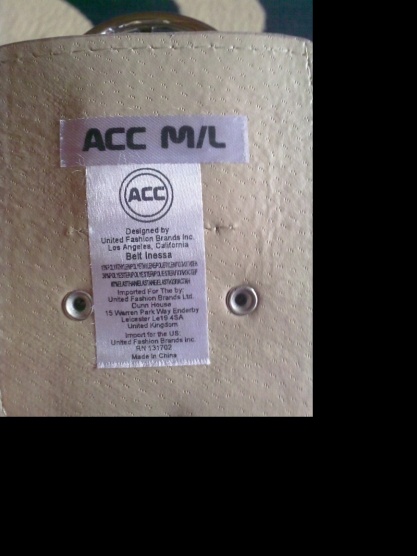 ACC M/L
ACC
Designed by
United Fashion Brands Inc.
Los Angeles, California
Belt Inessa
Imported For The by:
United Fashion Brands Ltd.
Dunn House
15 Warren Park Way Enderby
Leicester Le19 4SA
United Kingdom
Import for the US:
United Fashion Brands Inc
RN 131702
Made in China